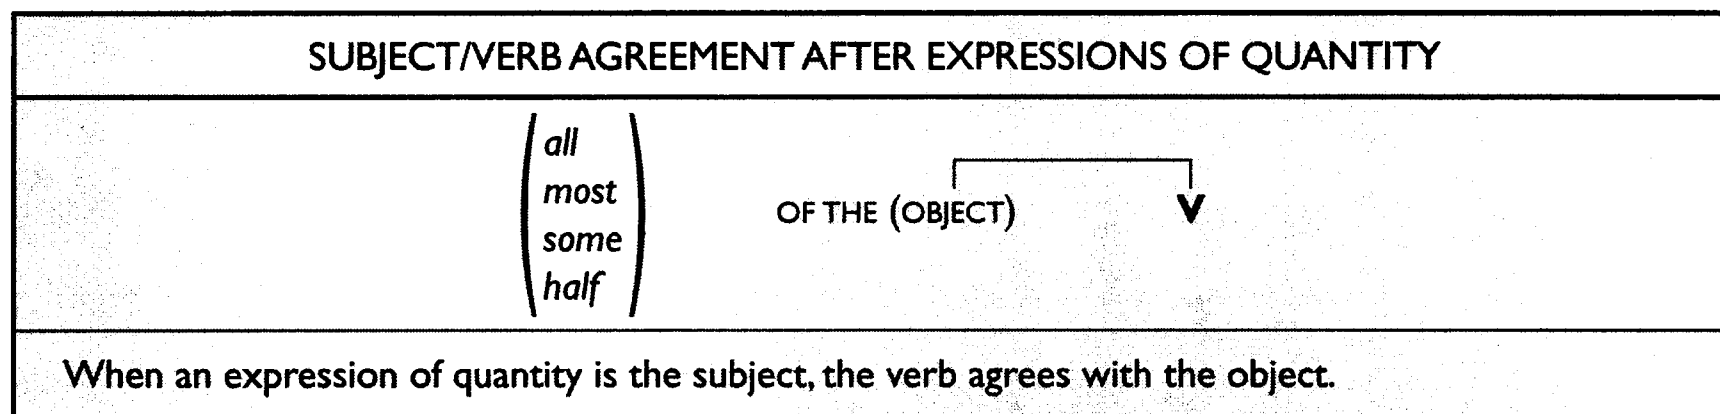 SUBJECT/VERB AGREEMENT AFTER EXPRESSIONS OF QUANTITY
all
most
some
half
OF THE (OBJECT) V
When an expression of quantity is the subject, the verb agrees with the object.